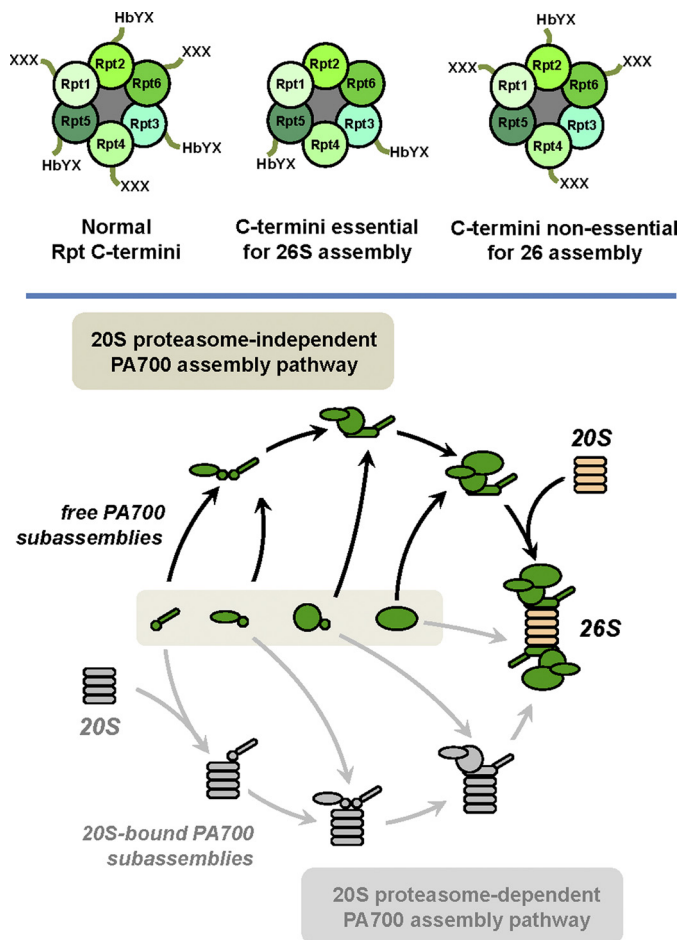 HbYX
XXX
XXX
Rpt2
Rpt1
Rpt6
Rpt5
Rpt3
Rpt4
HbYX
HbYX
XXX
Normal
Rpt C-termini
Rpt2
Rpt1
Rpt6
Rpt5
Rpt3
Rpt4
HbYX
HbYX
C-termini essential
for 26S assembly
HbYX
XXX
XXX
Rpt2
Rpt1
Rpt6
Rpt5
Rpt3
Rpt4
XXX
C-termini non-essential
for 26 assembly
20S proteasome-independent
PA700 assembly pathway
20S
free PA700
subassemblies
26S
20S
20S-bound PA700
subassemblies
20S proteasome-dependent
PA700 assembly pathway